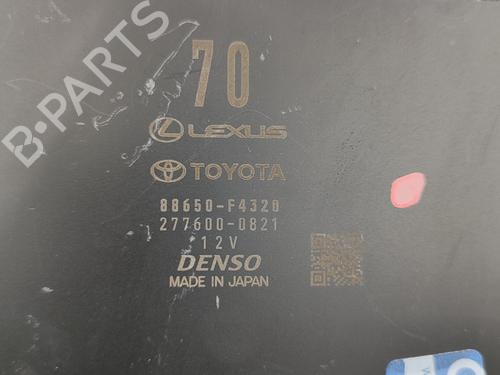 B-PARTS
70
LEXUS
TOYOTA
88650-F4320
277600-0821
12V
DENSO
MADE IN JAPAN